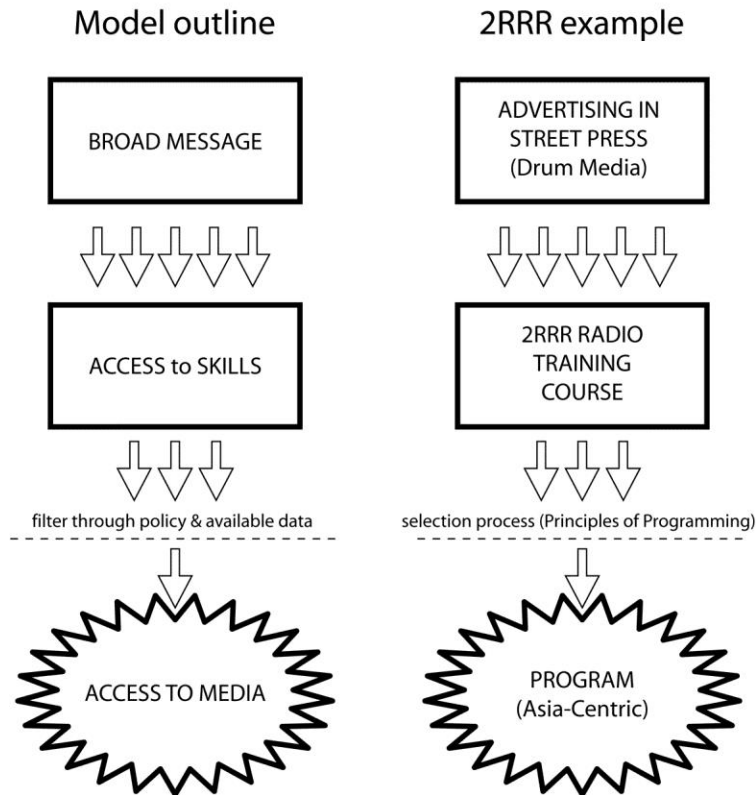 Model outline
BROAD MESSAGE
ACCESS to SKILLS
filter through policy & available data
ACCESS TO MEDIA
2RRR example
ADVERTISING IN
STREET PRESS
(Drum Media)
2RRR RADIO
TRAINING
COURSE
selection process (Principles of Programming)
PROGRAM
(Asia-Centric)